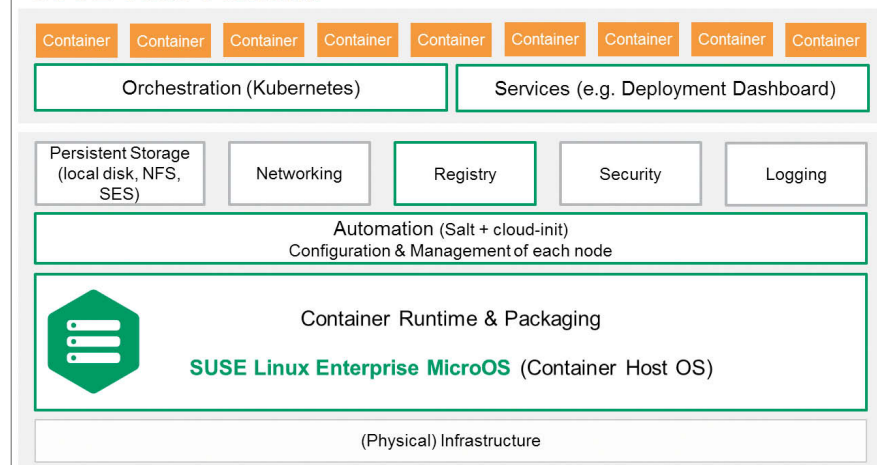 Container Container Container Container Container Container Container Container Container
Orchestration (Kubernetes)
Services (e.g. Deployment Dashboard)
Persistent Storage
(local disk, NFS,
SES)
Networking
Registry
Security
Logging
Automation (Salt + cloud-init)
Configuration & Management of each node
Container Runtime & Packaging
SUSE Linux Enterprise MicroOS (Container Host OS)
(Physical) Infrastructure